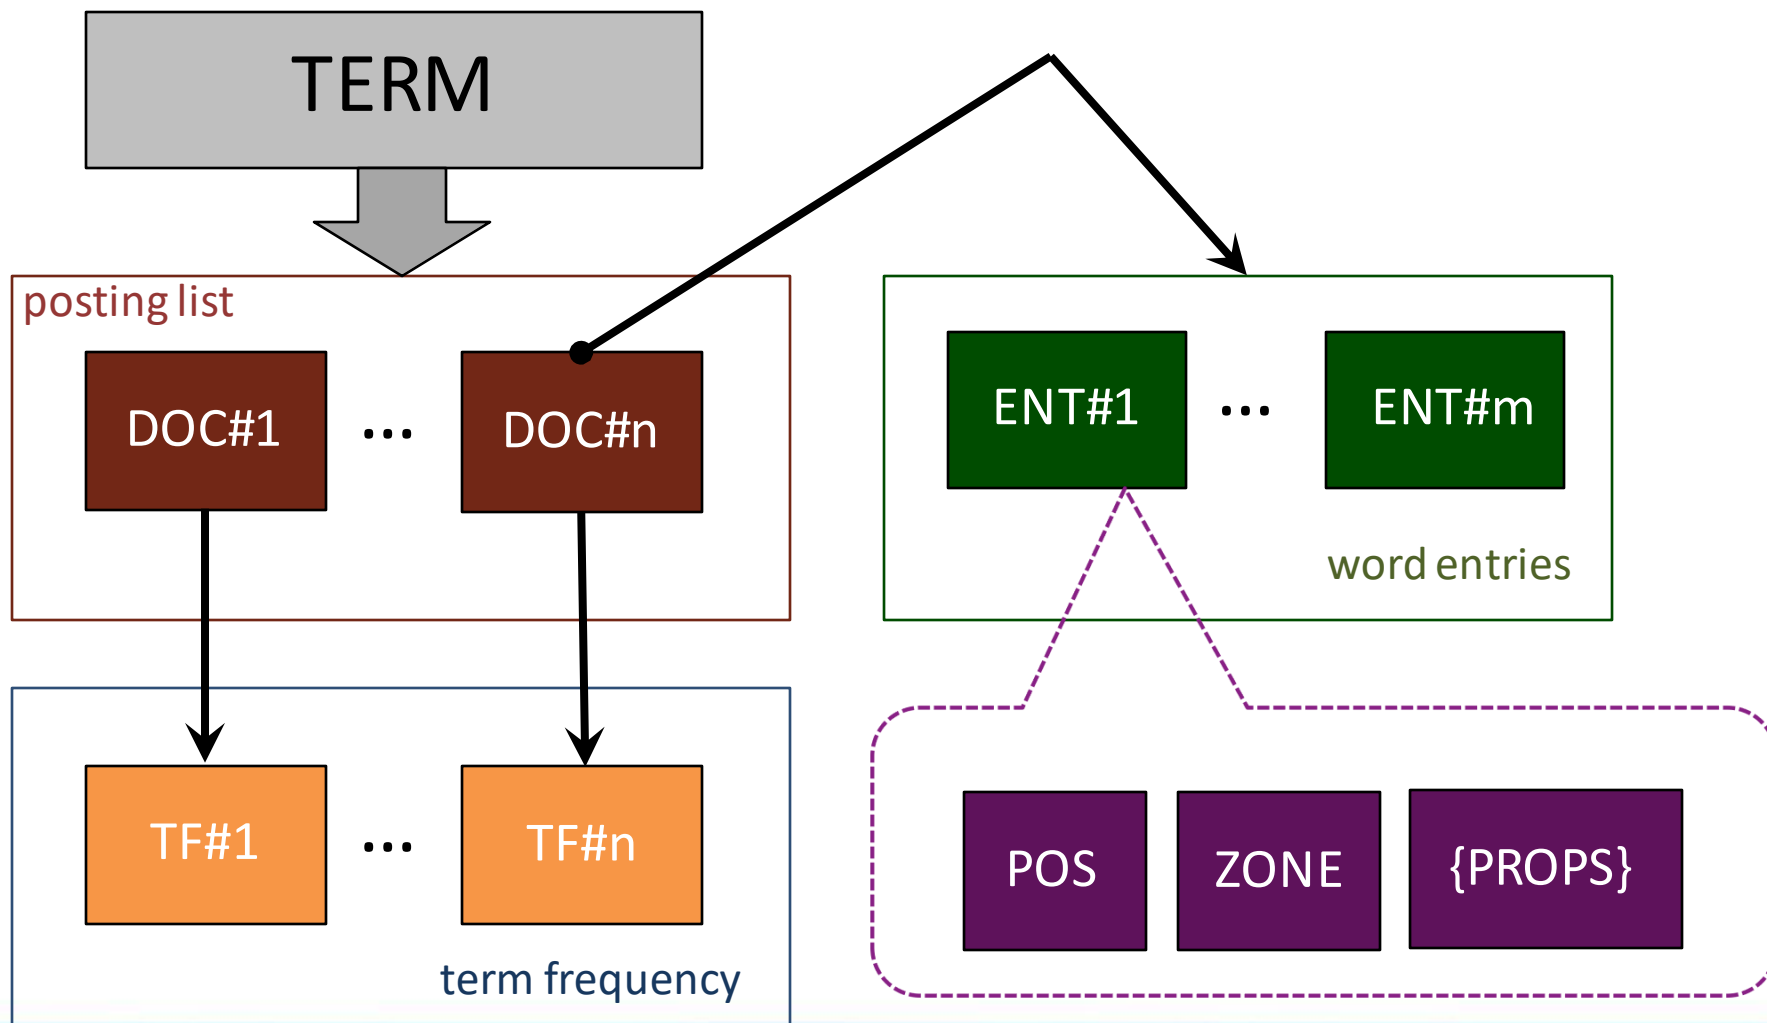 TERM
posting list
DOC#1 ... DOC#n
ENT#1 ... ENT#m
word entries
TF#1 ... TF#n
term frequency
POS ZONE {PROPS}